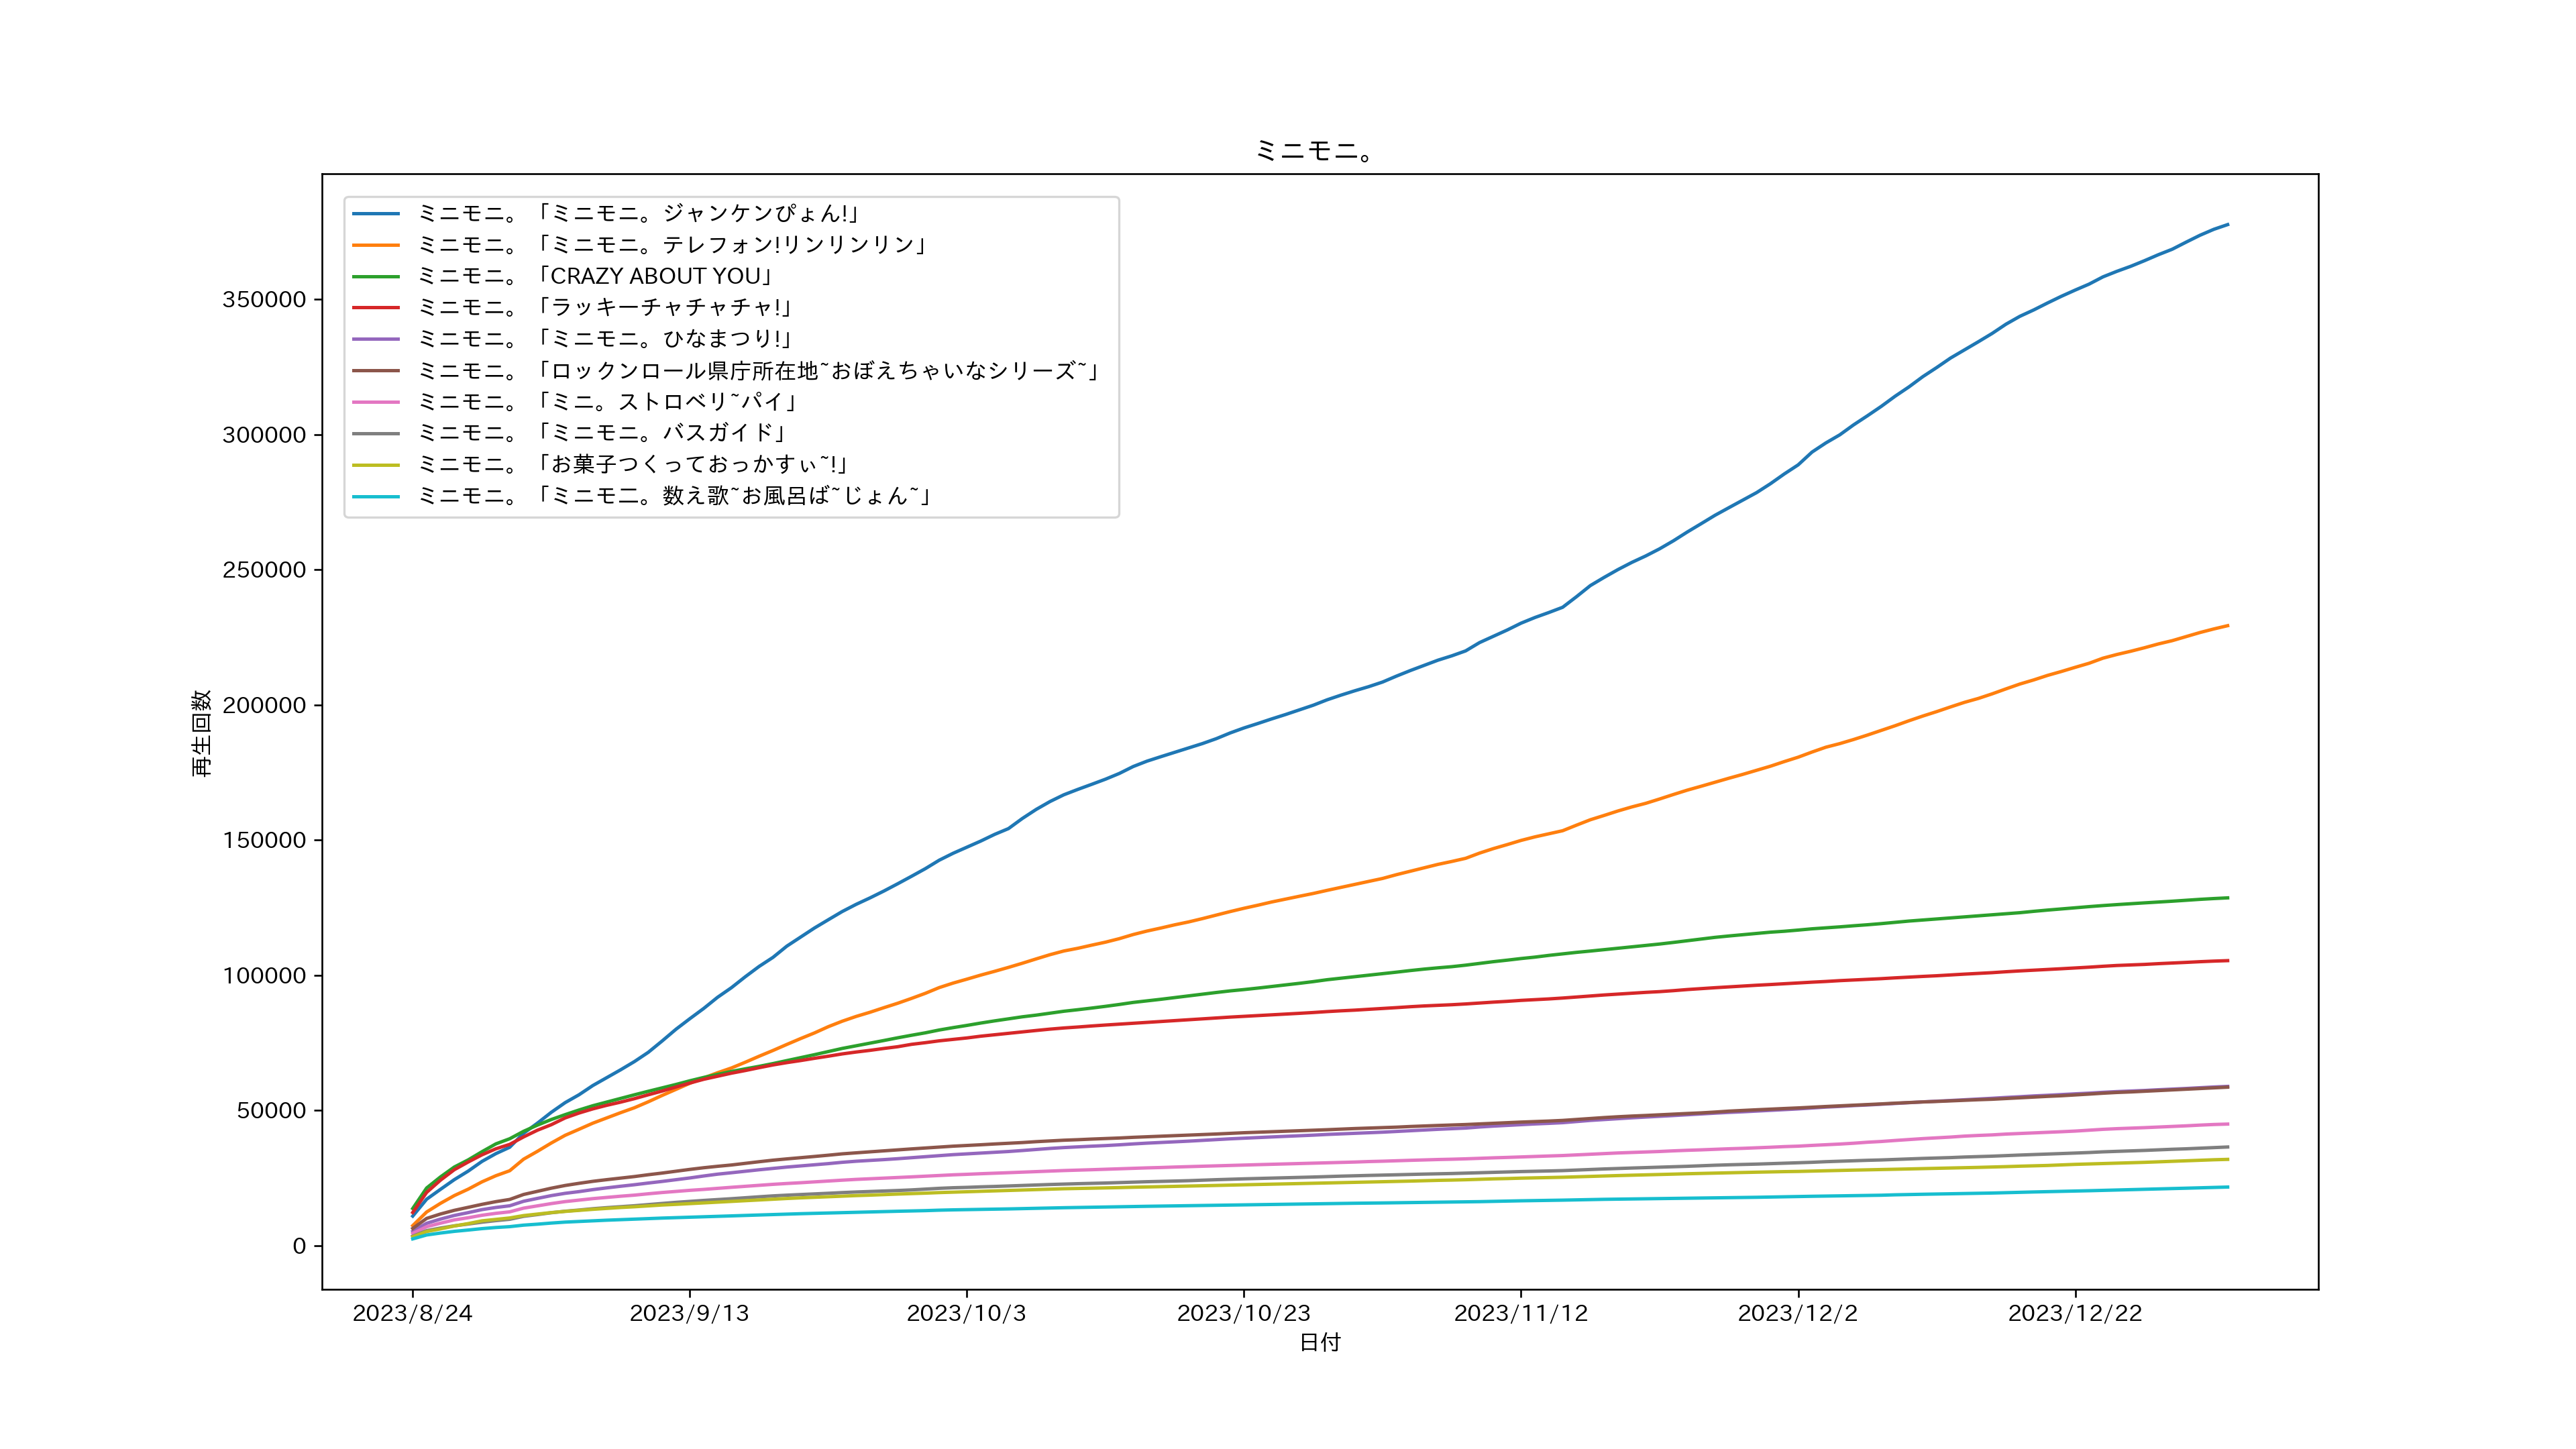 ミニモニ。
ミニモニ。「ミニモニ。ジャンケンぴょん!」
ミニモニ。「ミニモニ。テレフォン!リンリンリン」
ミニモニ。「CRAZY ABOUT YOU」
ミニモニ。「ラッキーチャチャチャ!」
ミニモニ。「ミニモニ。ひなまつり!」
ミニモニ。「ロックンロール県庁所在地~おぼえちゃいなシリーズ~」
ミニモニ。「ミニ。ストロベリ~パイ」
ミニモニ。「ミニモニ。バスガイド」
ミニモニ。「お菓子つくっておっかすぃ~!」
ミニモニ。「ミニモニ。数え歌~お風呂ば~じょん~」
350000
300000
250000
200000
150000
100000
50000
0
再生回数
2023/8/24 2023/9/13 2023/10/3 2023/10/23 2023/11/12 2023/12/2 2023/12/22
日付